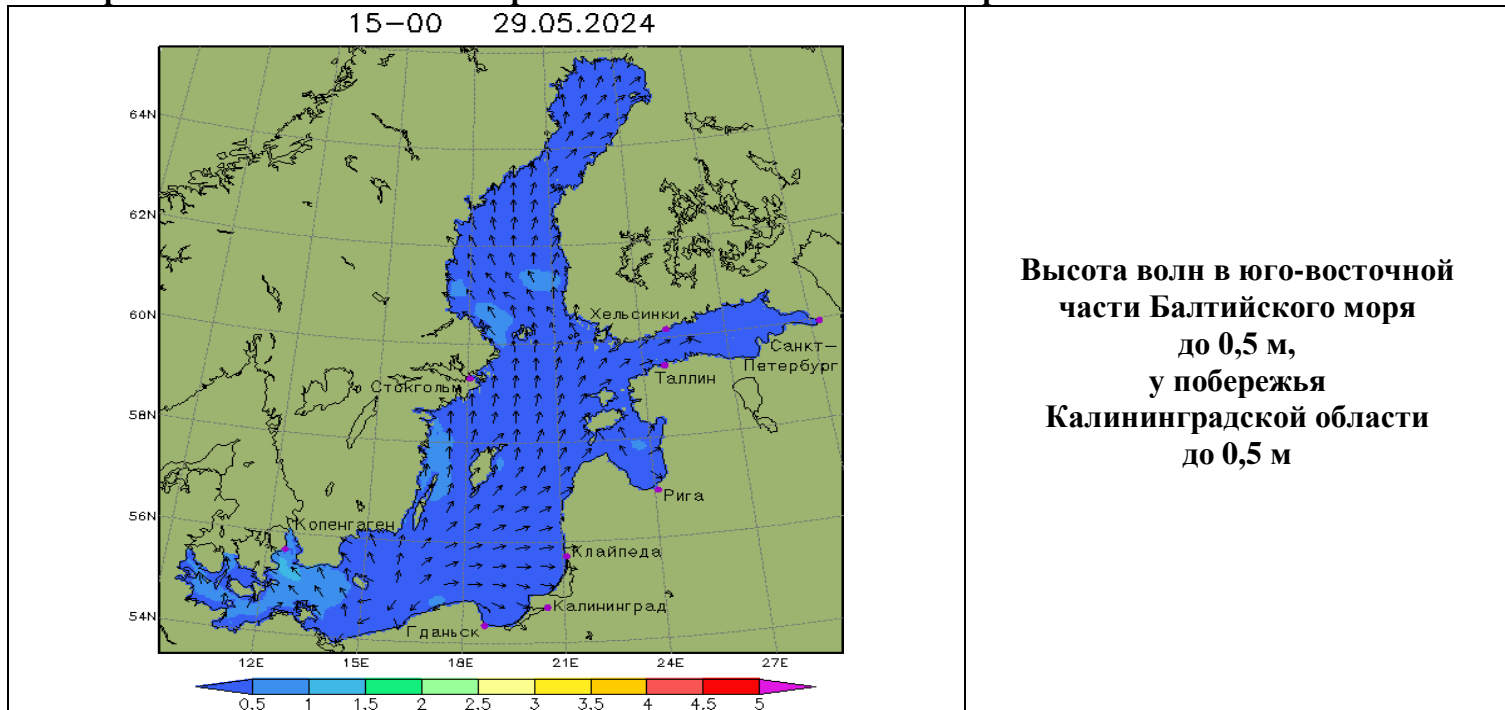 15-00 29.05.2024
64N
62N
60N
58N
56N
54N
Хельсинки
Санкт-
Петербург
Таллин
Стокгольм
Рига
Копенгаген
Клайпеда
Калининград
Гданьск
12E 15E 18E 21E 24E 27E
0,5 1 1,5 2 2,5 3 3,5 4 4,5 5
Высота волн в юго-восточной
части Балтийского моря
до 0,5 м,
у побережья
Калининградской области
до 0,5 м